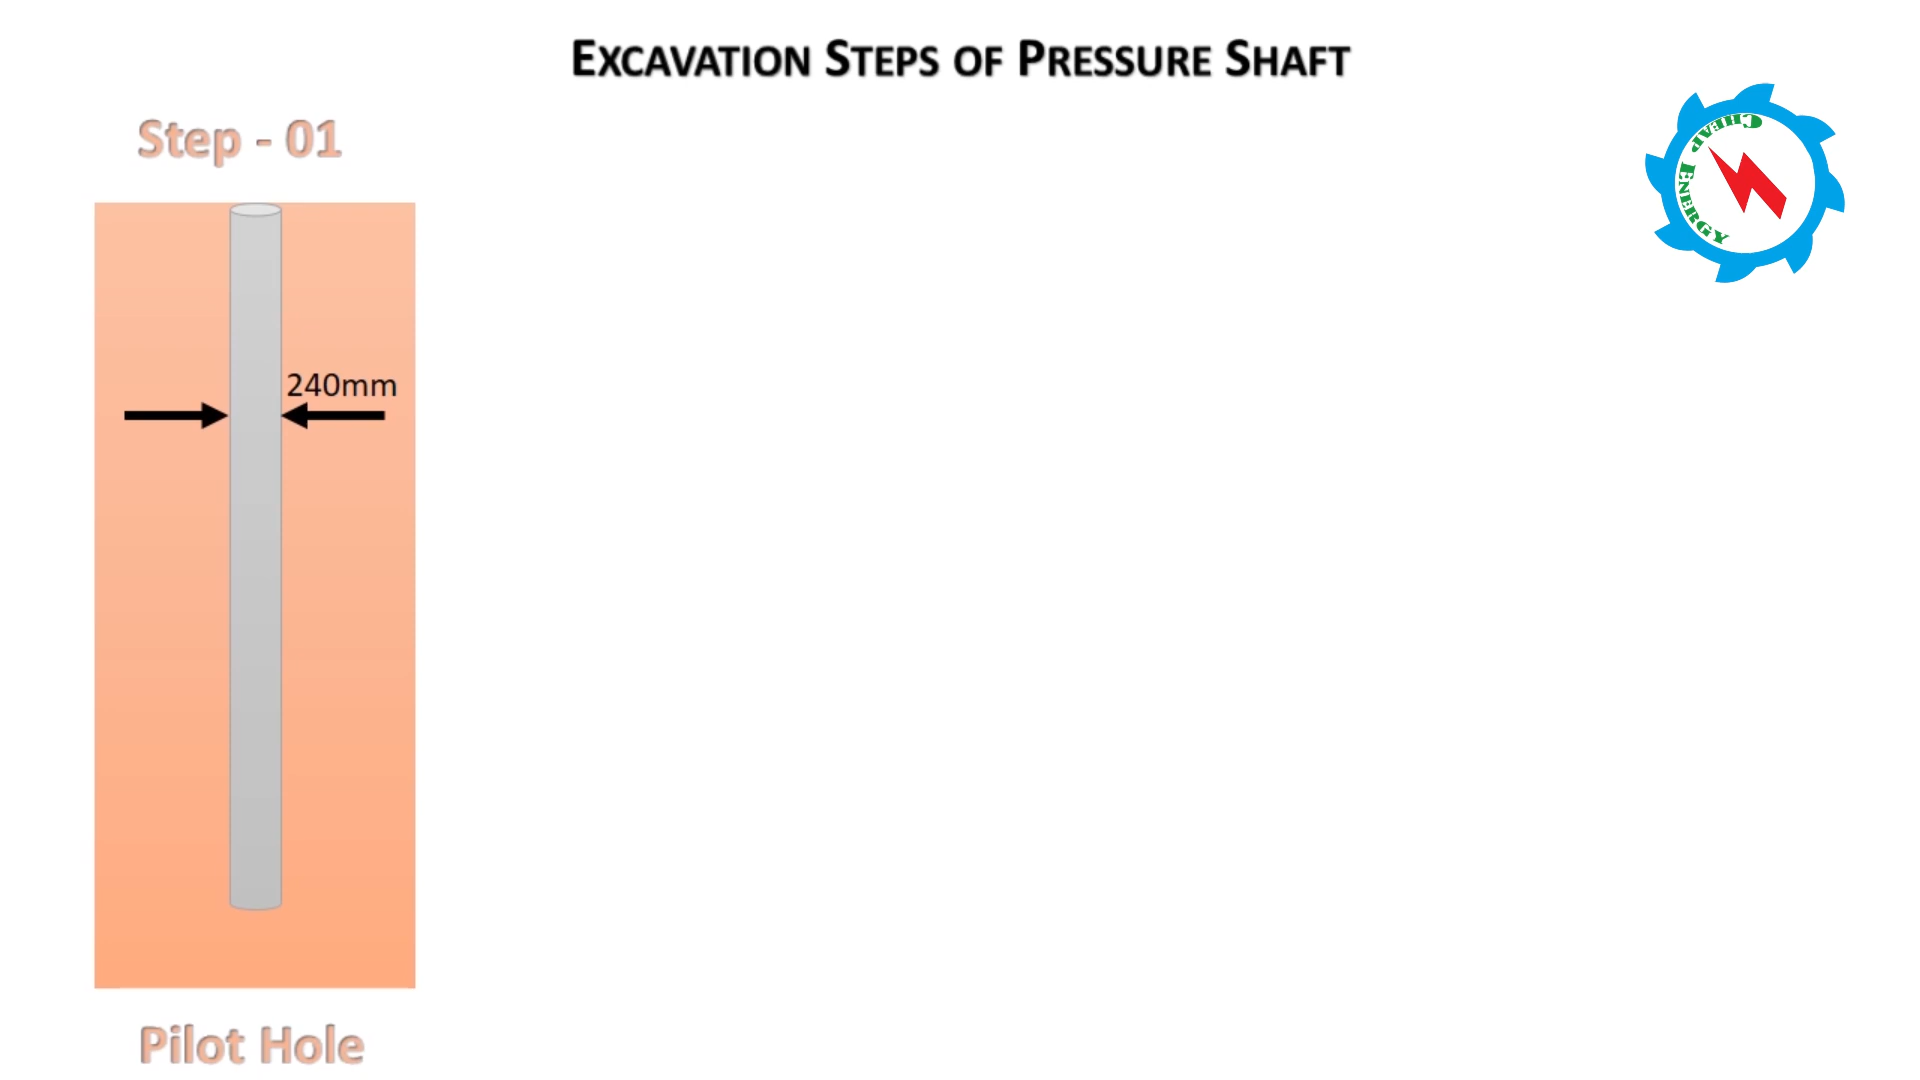 EXCAVATION STEPS OF PRESSURE SHAFT
Step - 01
CHEAP ENERGY
240mm
Pilot Hole